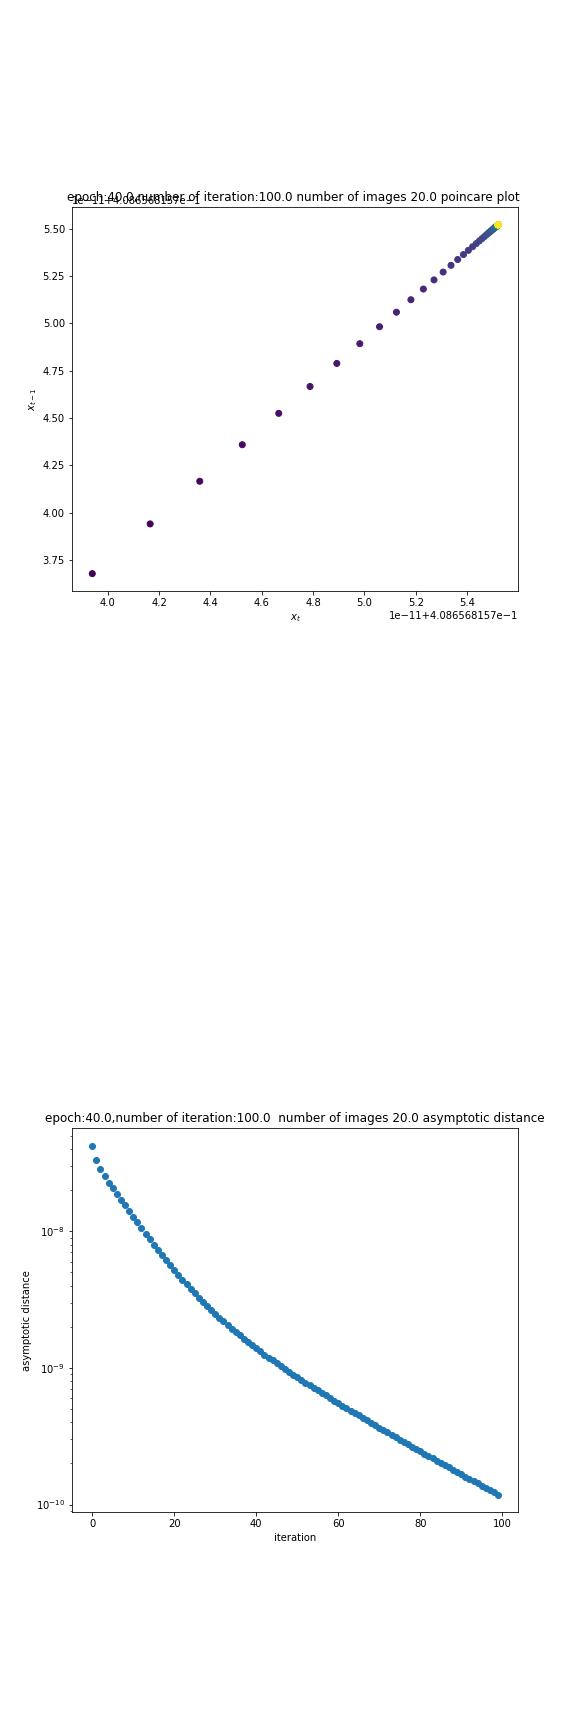 epoch:40.0,number of iteration:100.0 number of images 20.0 poincare plot
1e−11+4.086568157e−1
5.50
5.25
5.00
4.75
4.50
4.25
4.00
3.75
x_{t−1}
4.0 4.2 4.4 4.6 4.8 5.0 5.2 5.4
x_t
1e−11+4.086568157e−1
epoch:40.0,number of iteration:100.0  number of images 20.0 asymptotic distance
10^{−8}
10^{−9}
10^{−10}
asymptotic distance
0 20 40 60 80 100
iteration